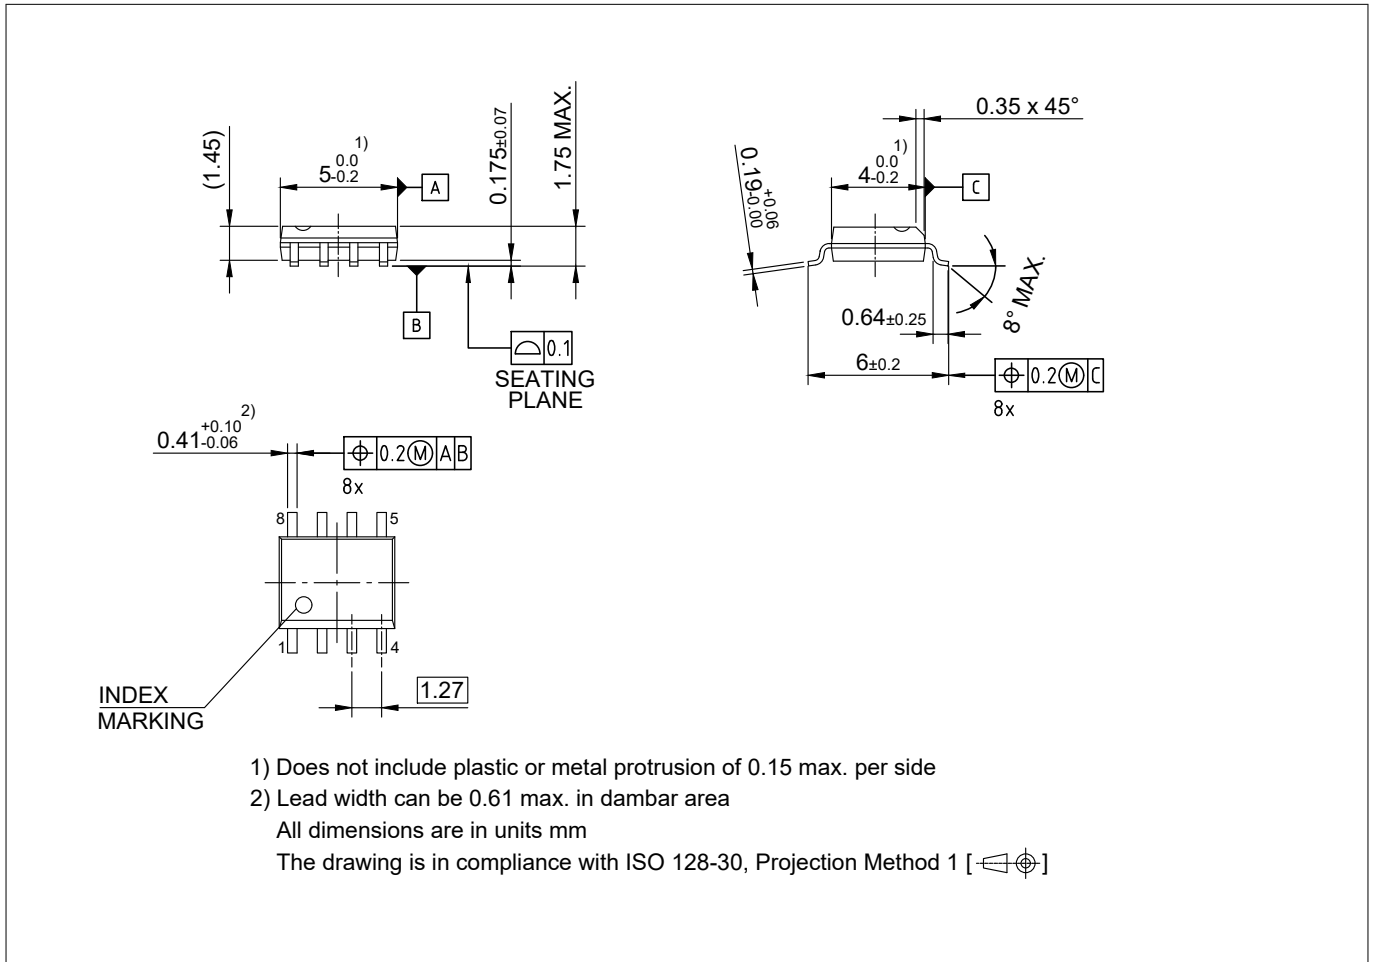 (1.45)
5 0.0 -0.2 1)
A
0.175±0.07
1.75 MAX.
B
0.1
SEATING
PLANE
0.35 x 45°
0.19 +0.06 -0.00
4 0.0 -0.2 1)
C
8° MAX.
0.64±0.25
6±0.2
0.2 M C
8x
0.41 +0.10 -0.06 2)
0.2 M A B
8x
8
5
1
4
INDEX
MARKING
1.27
1) Does not include plastic or metal protrusion of 0.15 max. per side
2) Lead width can be 0.61 max. in dambar area
All dimensions are in units mm
The drawing is in compliance with ISO 128-30, Projection Method 1 [ ]